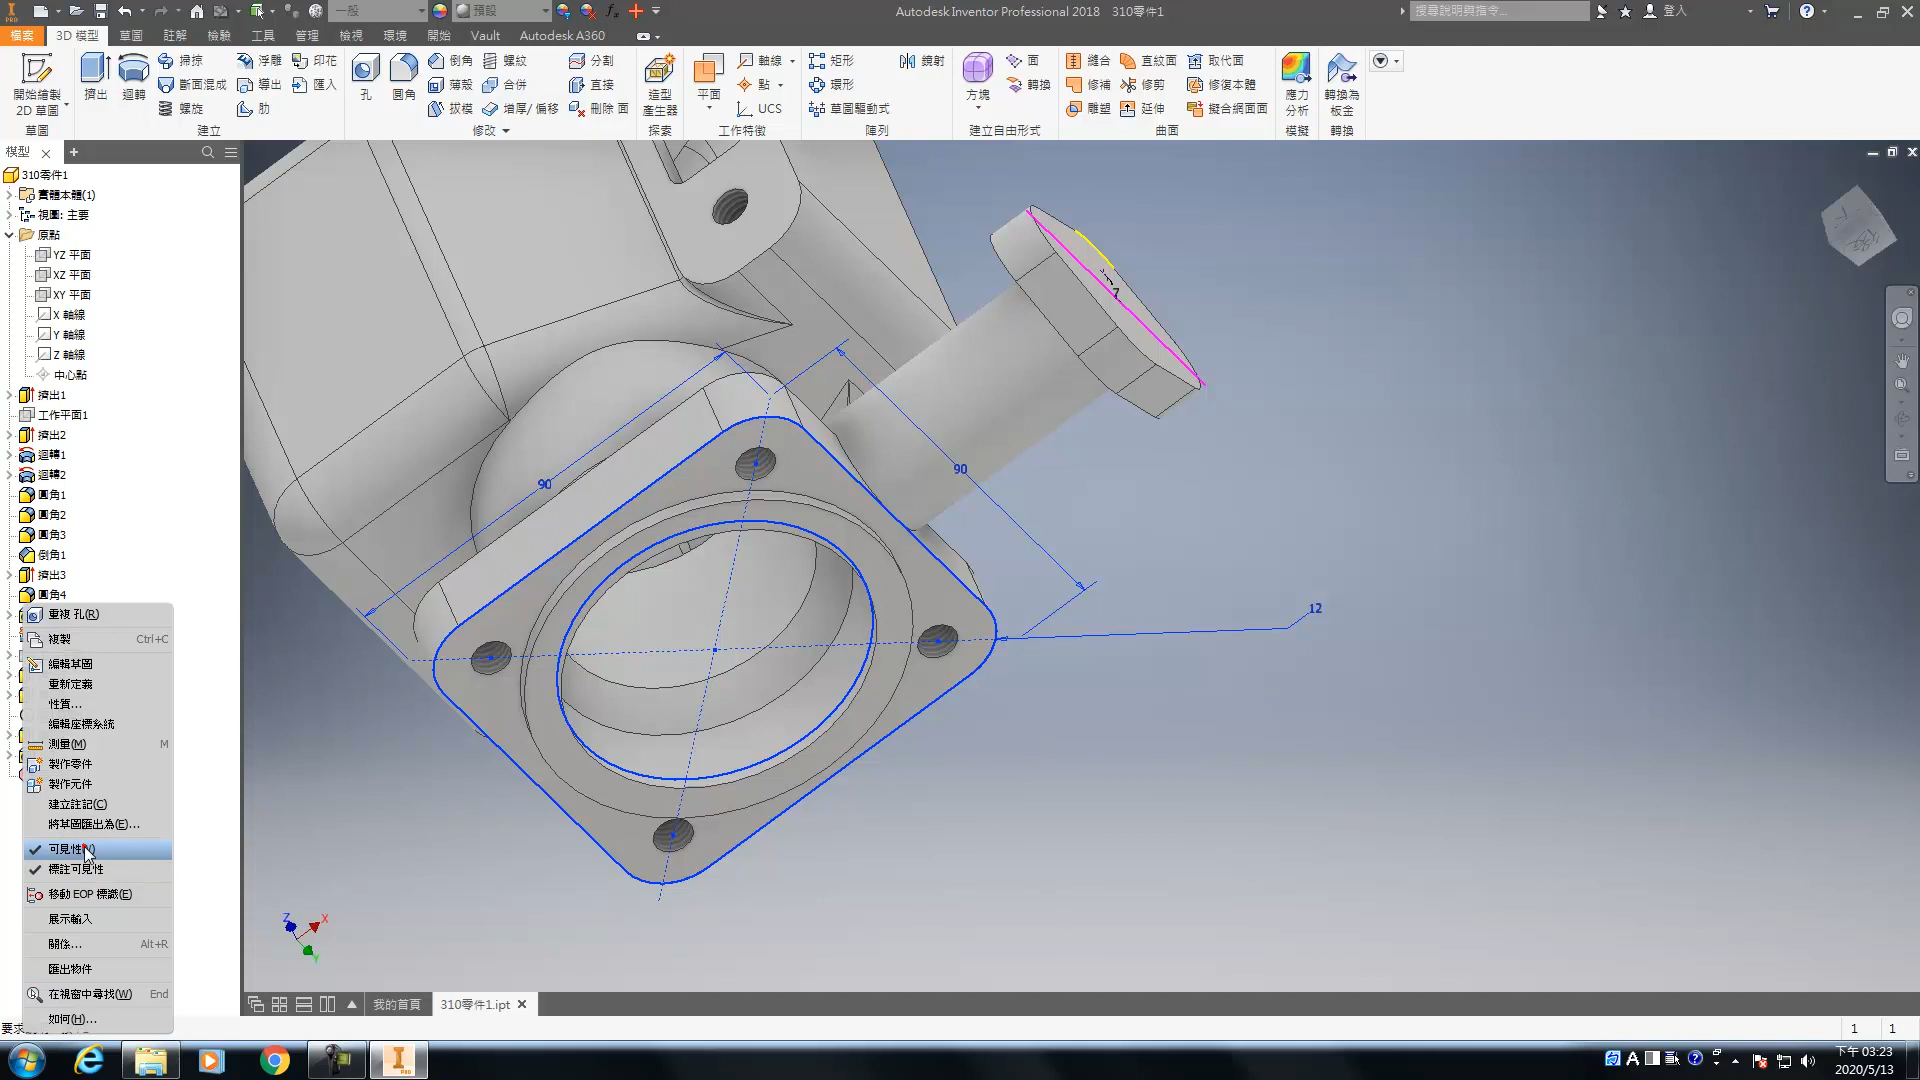 一般
預設
Autodesk Inventor Professional 2018 310零件1
搜尋說明與指令...
登入
檔案 3D 模型 草圖 註解 檢驗 工具 管理 檢視 環境 開始 Vault Autodesk A360
開始繪製
2D 草圖
草圖
擠出
迴轉
掃掠
斷面混成
螺旋
浮雕
導出
肋
印花
匯入
建立
孔
圓角
倒角
薄殼
拔模
螺紋
合併
增厚/ 偏移
分割
直接
刪除 面
修改
造型
產生器
探索
平面
軸線
點
UCS
工作特徵
矩形
環形
草圖驅動式
鏡射
陣列
方塊
面
轉換
建立自由形式
縫合
修補
雕塑
直紋面
修剪
延伸
取代面
修復本體
擬合網面面
曲面
應力
分析
模擬
轉換為
板金
轉換
模型
310零件1
實體本體(1)
視圖: 主要
原點
YZ 平面
XZ 平面
XY 平面
X 軸線
Y 軸線
Z 軸線
中心點
擠出1
工作平面1
擠出2
迴轉1
迴轉2
圓角1
圓角2
圓角3
倒角1
擠出3
圓角4
重複 孔(R)
複製 Ctrl+C
編輯草圖
重新定義
性質...
編輯座標系統
測量(M) M
製作零件
製作元件
建立註記(C)
將草圖匯出為(E)...
可見性(V)
標註可見性
移動 EOP 標識(E)
展示輸入
關係... Alt+R
匯出物件
在視窗中尋找(W) End
如何(H)...
90
90
12
7
Z
X
Y
我的首頁
310零件1.ipt
1 1
PRO
A
下午 03:23
2020/5/13